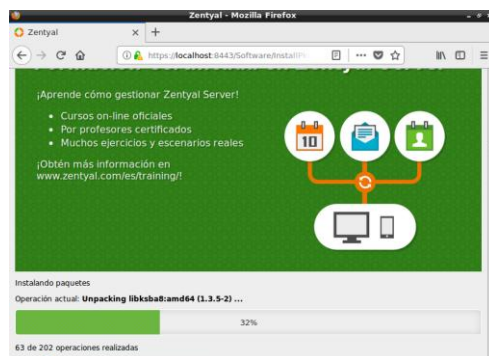 Zentyal - Mozilla Firefox
Zentyal
https://localhost:8443/Software/InstallP
¡Aprende cómo gestionar Zentyal Server!
Cursos on-line oficiales
Por profesores certificados
Muchos ejercicios y escenarios reales
¡Obtén más información en
www.zentyal.com/es/training/!
10
Instalando paquetes
Operación actual: Unpacking libksba8:amd64 (1.3.5-2) ...
32%
63 de 202 operaciones realizadas